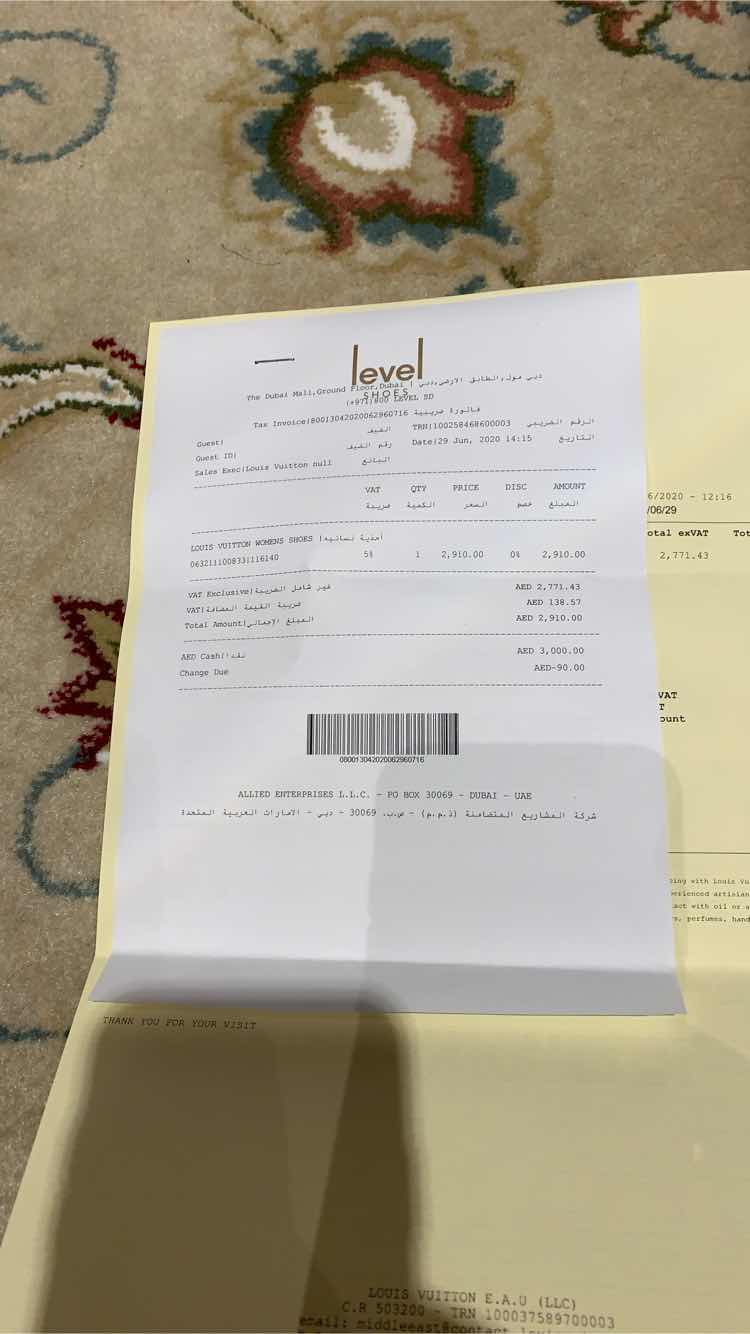 level
SHOES
The Dubai Mall,Ground Floor,Dubai | دبي مول,الطابق الارضي,دبي
(+971)800 LEVEL SD
Tax Invoice|80013042020062960716 فاتورة ضريبية
Guest| الضيف TRN|100258468600003 الرقم الضريبي
Guest ID| رقم الضيف Date|29 Jun, 2020 14:15 التاريخ
Sales Exec|Louis Vuitton null البائع
VAT QTY PRICE DISC AMOUNT
ضريبة الكمية السعر خصم المبلغ
LOUIS VUITTON WOMENS SHOES |أحذية نسائية
063211100833|116140 5% 1 2,910.00 0% 2,910.00
VAT Exclusive|غير شامل الضريبة AED 2,771.43
VAT|ضريبة القيمة المضافة AED 138.57
Total Amount|المبلغ الإجمالي AED 2,910.00
AED Cash|نقدا AED 3,000.00
Change Due AED-90.00
080013042020062960716
ALLIED ENTERPRISES L.L.C. - PO BOX 30069 - DUBAI - UAE
شركة المشاريع المتضامنة (ذ.م.م) - ص.ب. 30069 - دبي - الامارات العربية المتحدة
6/2020 - 12:16
/06/29
otal exVAT Tot
2,771.43
VAT
T
ount
ing with Louis Vu
erienced artisian
tact with oil or a
s, perfumes, hand
THANK YOU FOR YOUR VISIT
LOUIS VUITTON E.A.U (LLC)
C.R 503200 - TRN 100037589700003
email: middleeast@contact.